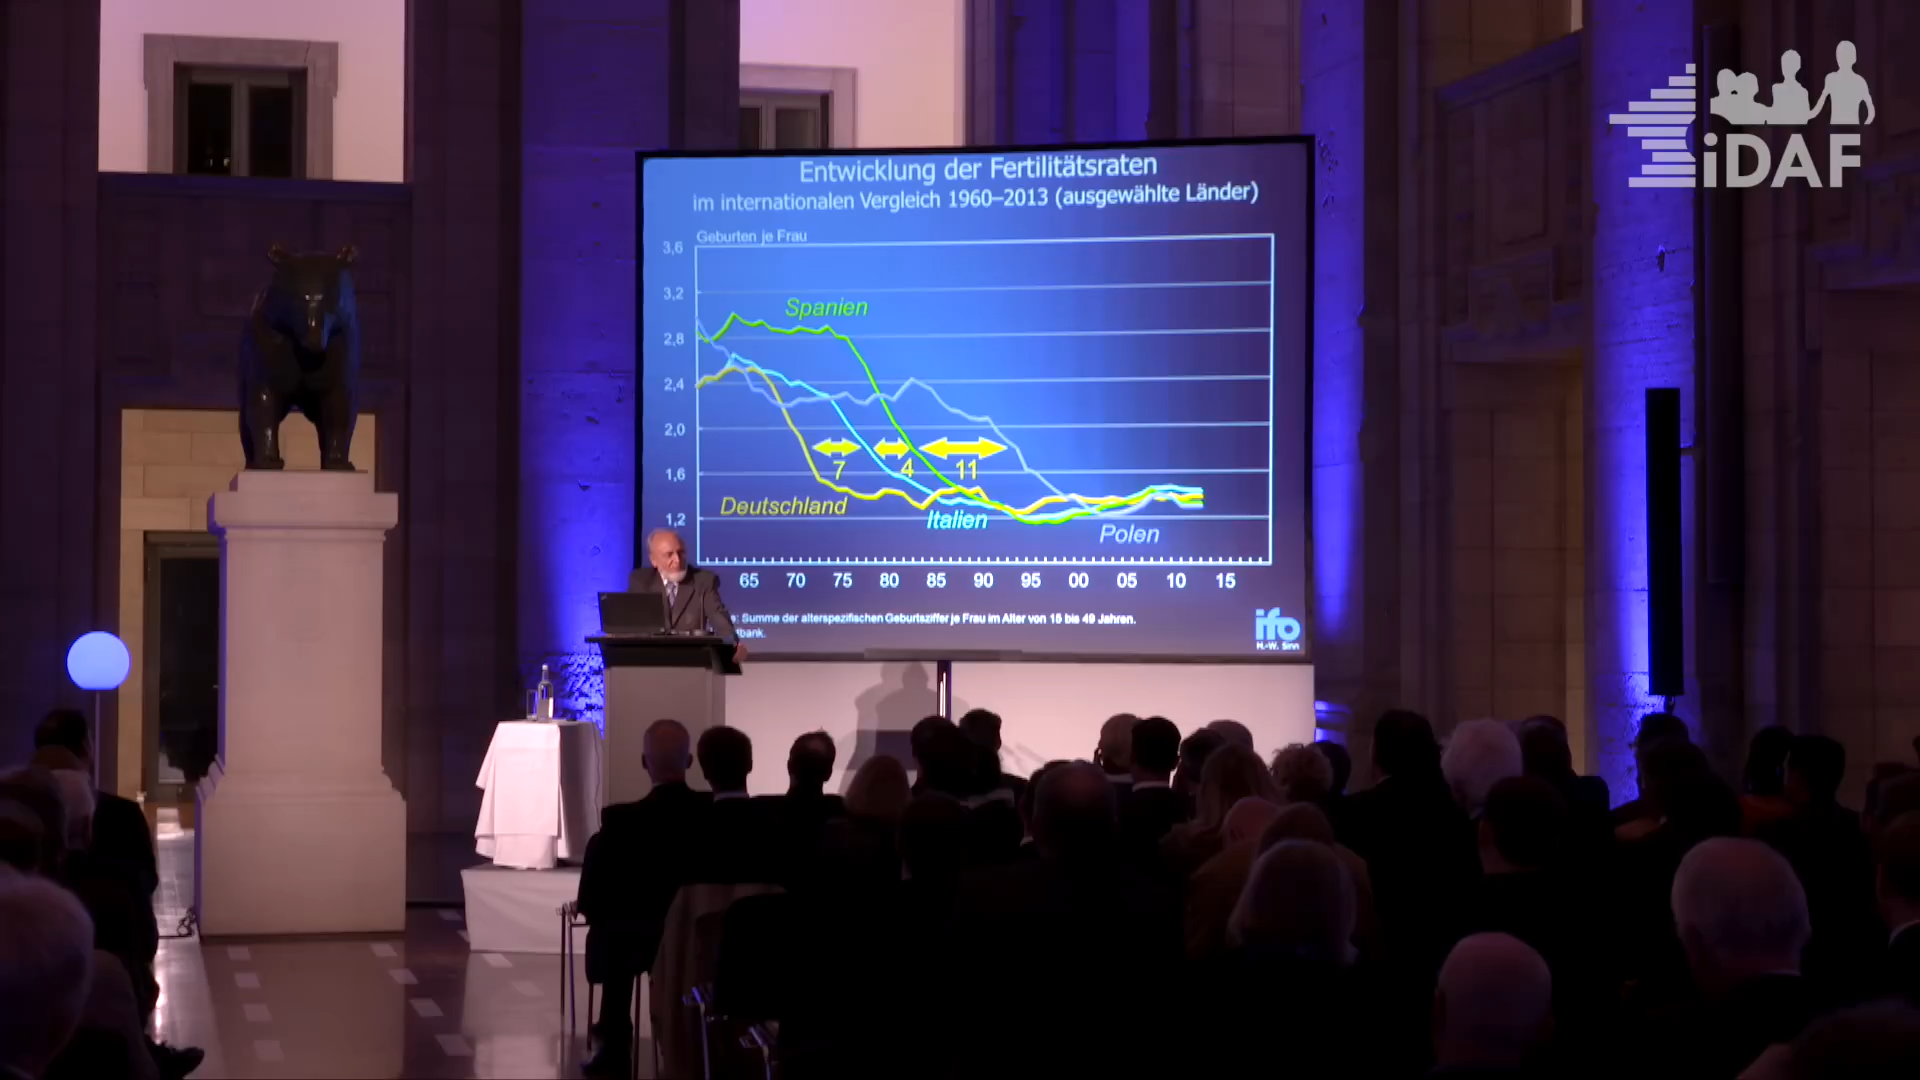 iDAF
Entwicklung der Fertilitätsraten
im internationalen Vergleich 1960–2013 (ausgewählte Länder)
Geburten je Frau
3,6
3,2
2,8
2,4
2,0
1,6
1,2
Spanien
7 4 11
Deutschland
Italien
Polen
65 70 75 80 85 90 95 00 05 10 15
: Summe der alterspezifischen Geburtsziffer je Frau im Alter von 15 bis 49 Jahren.
tbank.
ifo
H.-W. Sinn